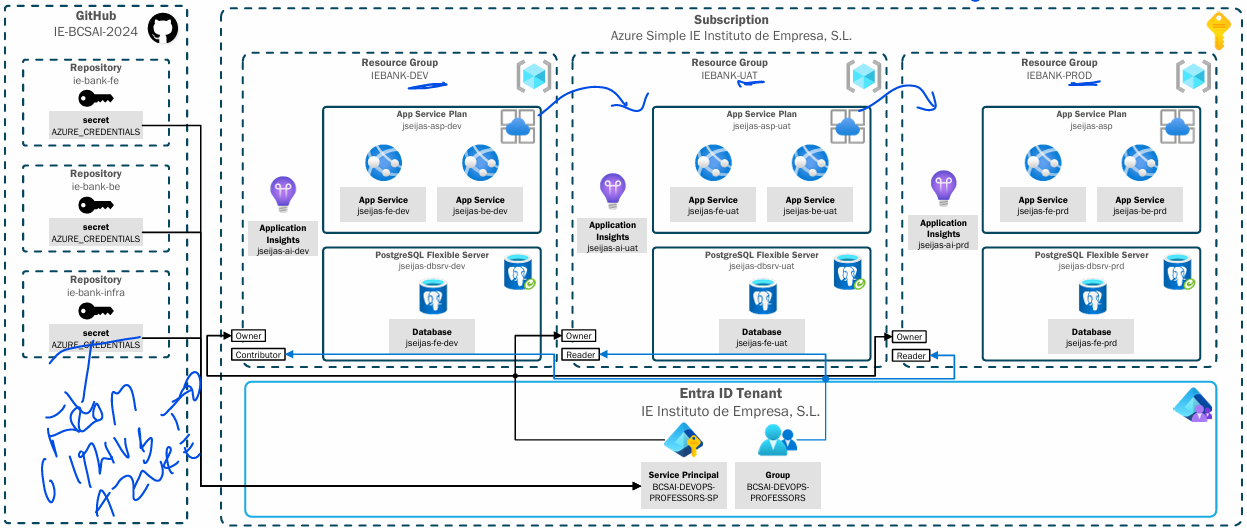 GitHub
IE-BCSAI-2024
Repository
ie-bank-fe
secret
AZURE_CREDENTIALS
Repository
ie-bank-be
secret
AZURE_CREDENTIALS
Repository
ie-bank-infra
secret
AZURE_CREDENTIALS
FROM
GITHUB TO
AZURE
Subscription
Azure Simple IE Instituto de Empresa, S.L.
Resource Group
IEBANK-DEV
App Service Plan
jseijas-asp-dev
App Service
jseijas-fe-dev
App Service
jseijas-be-dev
Application
Insights
jseijas-ai-dev
PostgreSQL Flexible Server
jseijas-dbsrv-dev
Database
jseijas-fe-dev
Owner
Contributor
Resource Group
IEBANK-UAT
App Service Plan
jseijas-asp-uat
App Service
jseijas-fe-uat
App Service
jseijas-be-uat
Application
Insights
jseijas-ai-uat
PostgreSQL Flexible Server
jseijas-dbsrv-uat
Database
jseijas-fe-uat
Owner
Reader
Resource Group
IEBANK-PROD
App Service Plan
jseijas-asp
App Service
jseijas-fe-prd
App Service
jseijas-be-prd
Application
Insights
jseijas-ai-prd
PostgreSQL Flexible Server
jseijas-dbsrv-prd
Database
jseijas-fe-prd
Owner
Reader
Entra ID Tenant
IE Instituto de Empresa, S.L.
Service Principal
BCSAI-DEVOPS-
PROFESSORS-SP
Group
BCSAI-DEVOPS-
PROFESSORS